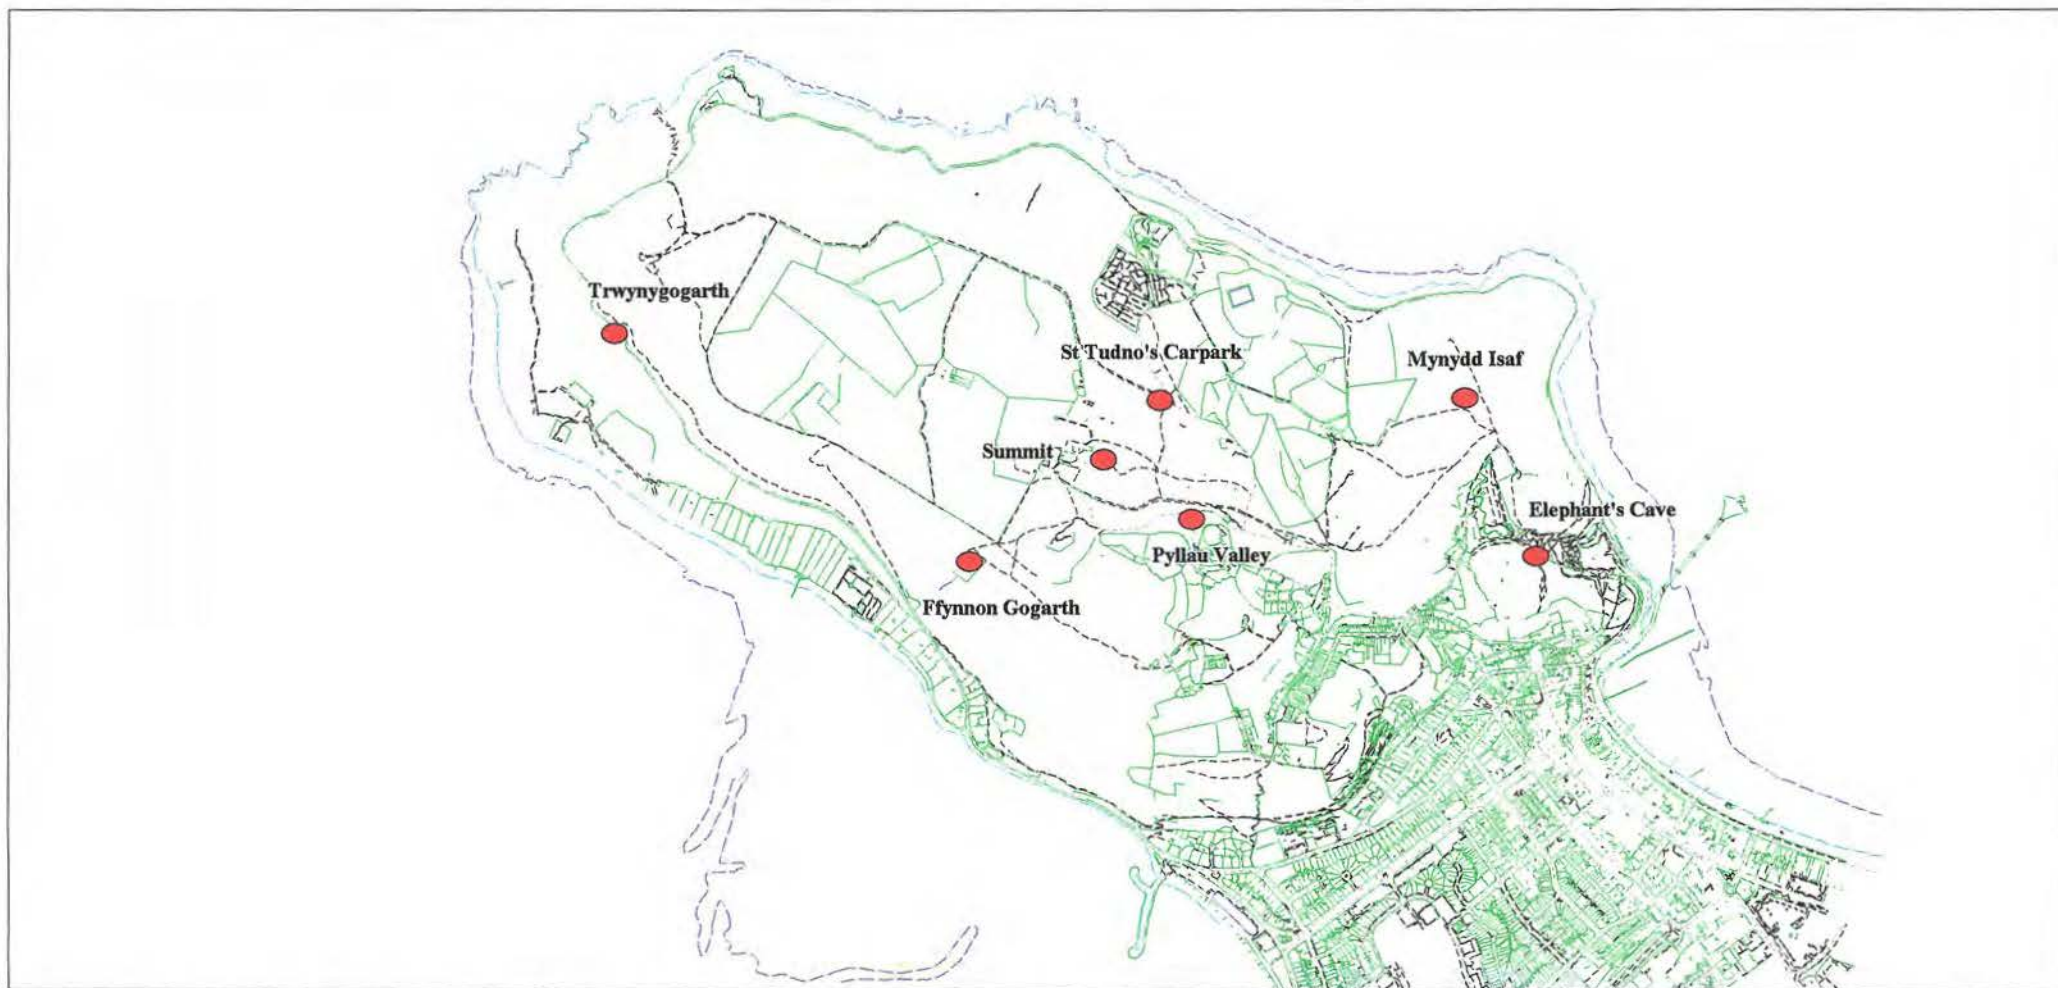 Trwynygogarth
St Tudno's Carpark
Mynydd Isaf
Summit
Elephant's Cave
Pyllau Valley
Ffynnon Gogarth